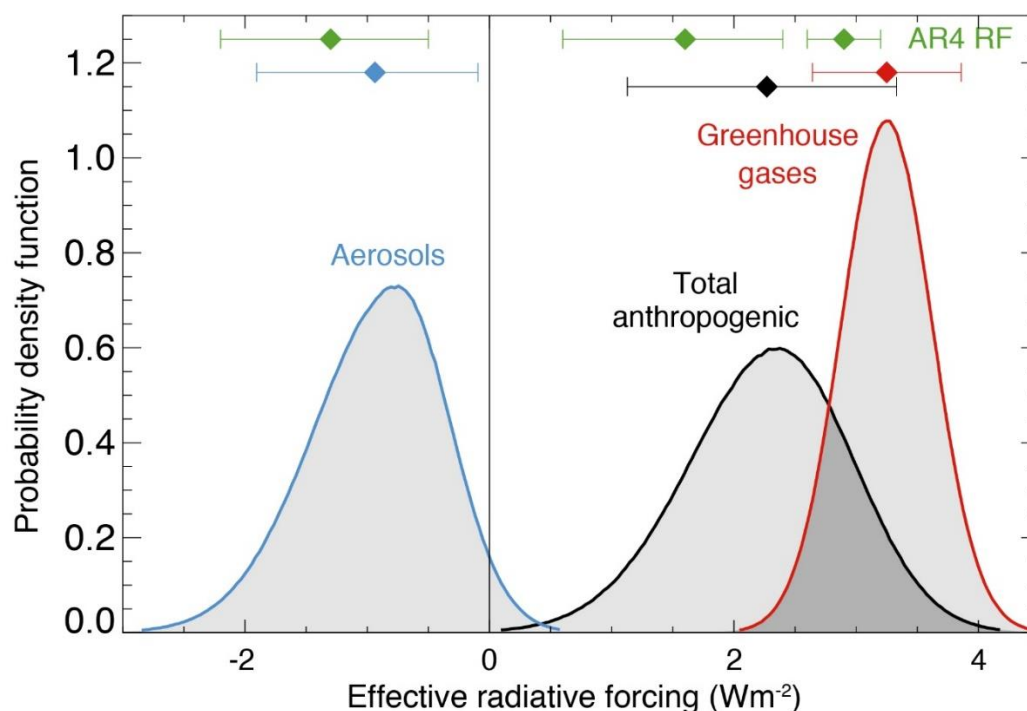 AR4 RF
1.2
Greenhouse
gases
1.0
Aerosols
0.8
Total
anthropogenic
0.6
0.4
0.2
0.0
-2
0
2
4
Probability density function
Effective radiative forcing (Wm-2)